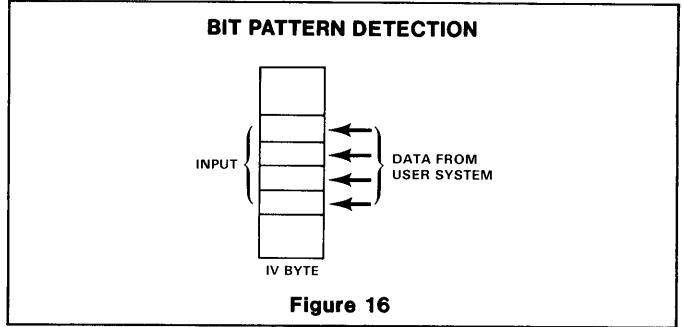 BIT PATTERN DETECTION
INPUT
DATA FROM
USER SYSTEM
IV BYTE
Figure 16